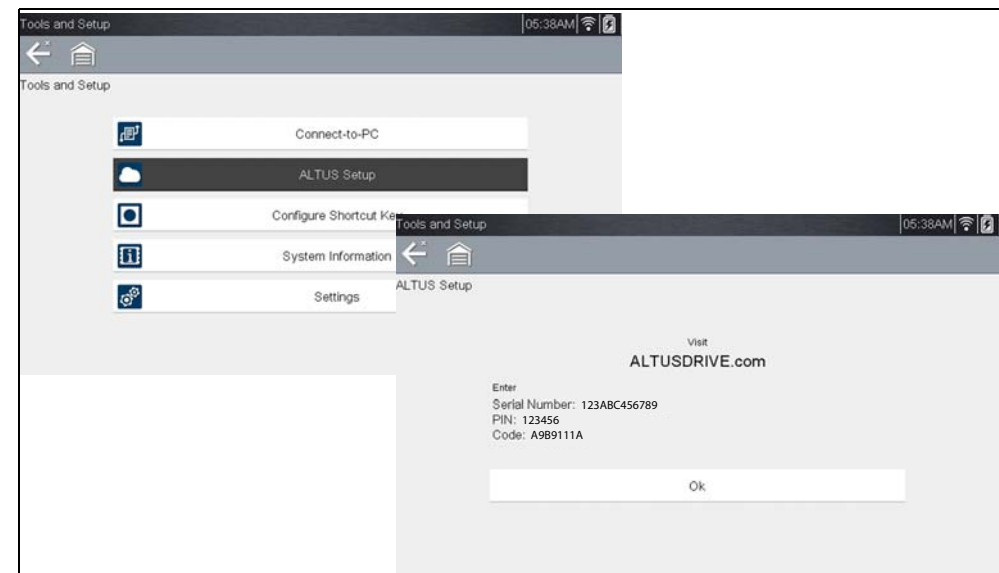 Tools and Setup
05:38AM
Tools and Setup
Connect-to-PC
ALTUS Setup
Configure Shortcut Key
System Information
Settings
Tools and Setup
05:38AM
ALTUS Setup
Visit
ALTUSDRIVE.com
Enter
Serial Number: 123ABC456789
PIN: 123456
Code: A9B9111A
Ok